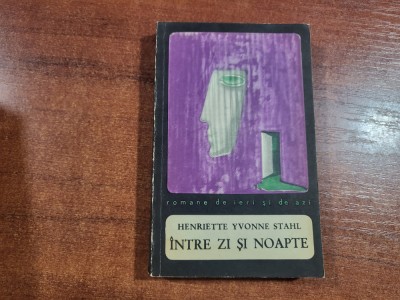 romane de ieri și de azi
HENRIETTE YVONNE STAHL
ÎNTRE ZI ȘI NOAPTE